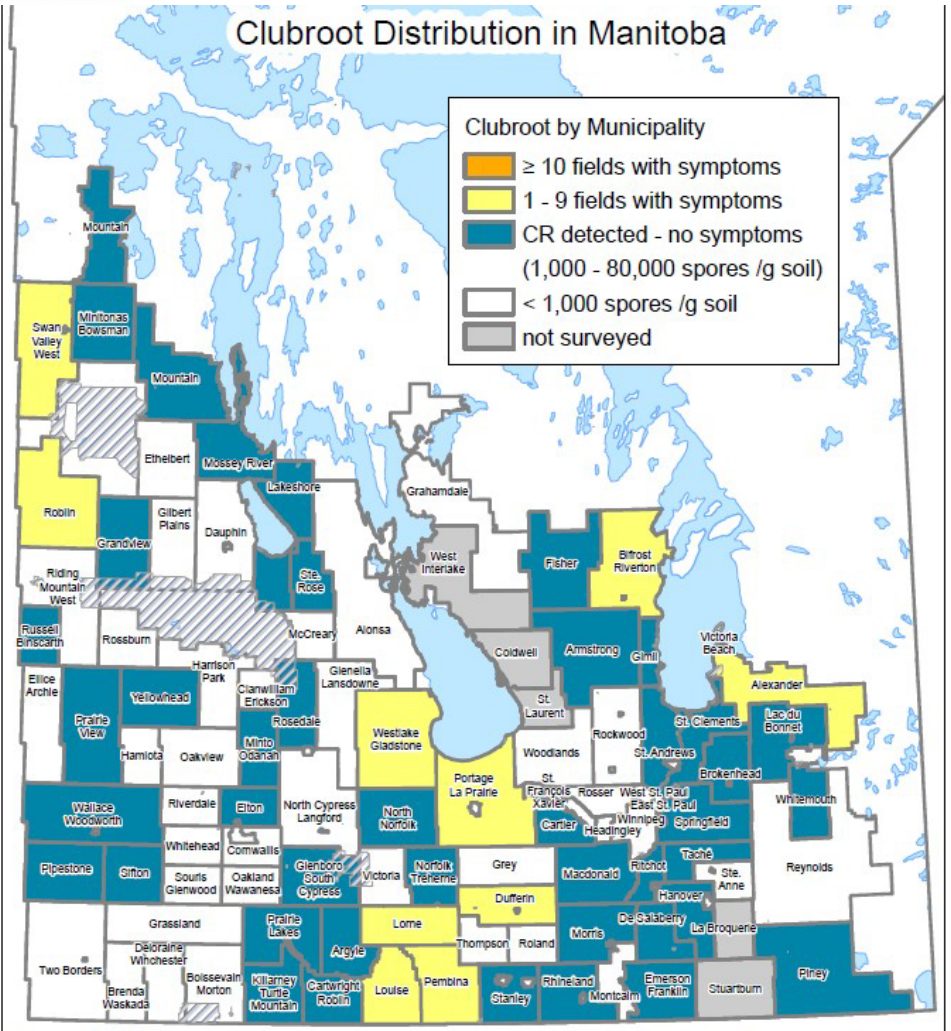 Clubroot Distribution in Manitoba
Clubroot by Municipality
≥ 10 fields with symptoms
1 - 9 fields with symptoms
CR detected - no symptoms
(1,000 - 80,000 spores /g soil)
< 1,000 spores /g soil
not surveyed
Mountain
Minitonas
Bowsman
Swan
Valley
West
Mountain
Ethelbert
Mossey River
Lakeshore
Grahamdale
Roblin
Grandview
Gilbert
Plains
Dauphin
West
Interlake
Fisher
Bifrost
Riverton
Riding
Mountain
West
Ste.
Rose
Russell
Binscarth
Rossburn
McCreary
Alonsa
Coldwell
Armstrong
Gimli
Victoria
Beach
Ellice
Archie
Harrison
Park
Yellowhead
Clanwilliam
Erickson
Glenella
Lansdowne
Rosedale
St.
Laurent
Alexander
Prairie
View
Hamiota
Oakview
Minto
Odanah
Westlake
Gladstone
Woodlands
Rockwood
St. Clements
Lac du
Bonnet
St. Andrews
Brokenhead
Portage
La Prairie
Wallace
Woodworth
Riverdale
Elton
North Cypress
Langford
North
Norfolk
St.
François
Xavier
Rosser
West St. Paul
East St. Paul
Winnipeg
Headingley
Cartier
Springfield
Whitemouth
Whitehead
Cornwallis
Pipestone
Sifton
Souris
Glenwood
Oakland
Wawanesa
Glenboro
South
Cypress
Victoria
Norfolk
Treherne
Grey
Macdonald
Ritchot
Taché
Ste.
Anne
Reynolds
Dufferin
Hanover
Grassland
Prairie
Lakes
Argyle
Lorne
Thompson
Roland
Morris
De Salaberry
La Broquerie
Two Borders
Deloraine
Winchester
Brenda
Waskada
Boissevain
Morton
Killarney
Turtle
Mountain
Cartwright
Roblin
Louise
Pembina
Stanley
Rhineland
Montcalm
Emerson
Franklin
Stuartburn
Piney